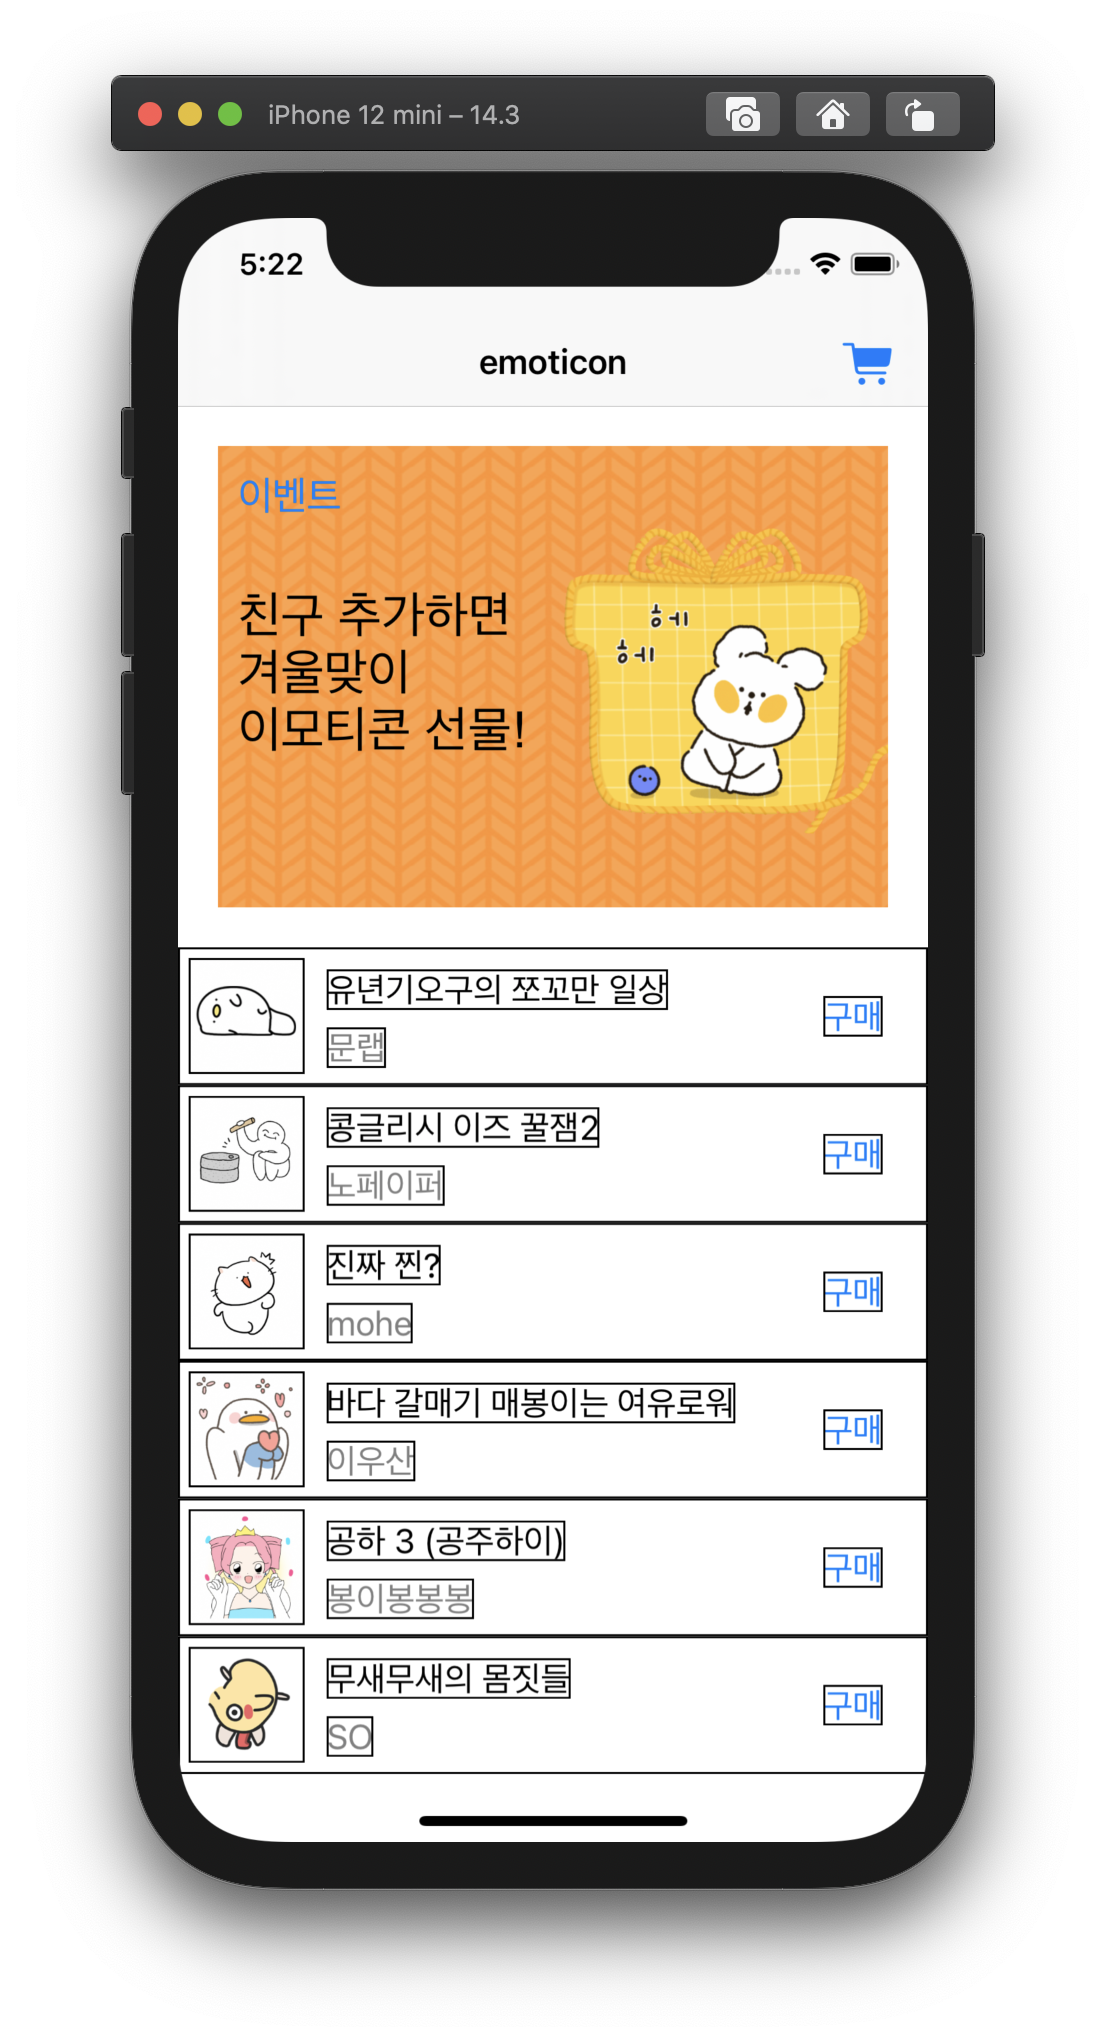 iPhone 12 mini – 14.3
5:22
emoticon
이벤트
친구 추가하면
겨울맞이
이모티콘 선물!
헤
헤
유년기오구의 쪼꼬만 일상
문랩
구매
콩글리시 이즈 꿀잼2
노페이퍼
구매
진짜 찐?
mohe
구매
바다 갈매기 매봉이는 여유로워
이우산
구매
공하 3 (공주하이)
봉이봉봉봉
구매
무새무새의 몸짓들
SO
구매